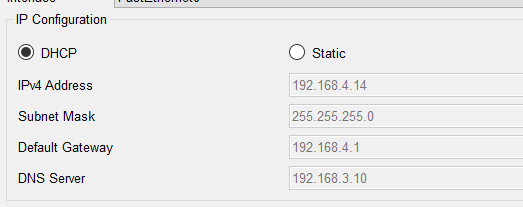 Interface FastEthernet0
IP Configuration
DHCP Static
IPv4 Address 192.168.4.14
Subnet Mask 255.255.255.0
Default Gateway 192.168.4.1
DNS Server 192.168.3.10